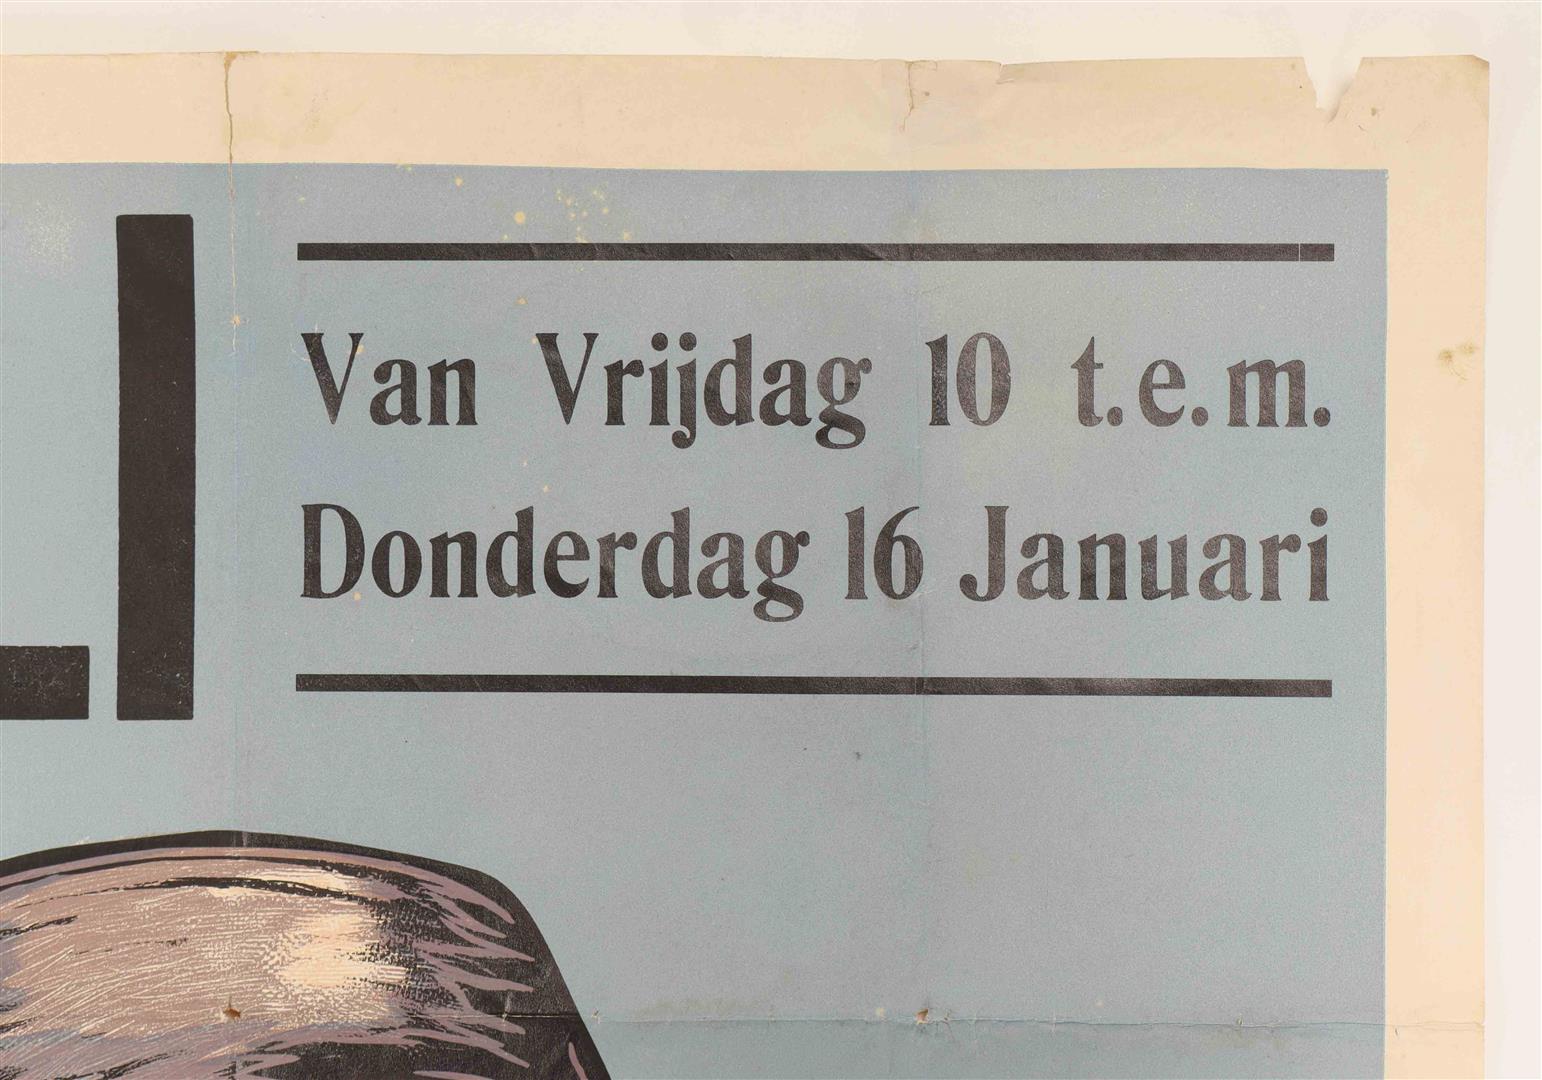 Van Vrijdag 10 t.e.m.
Donderdag 16 Januari